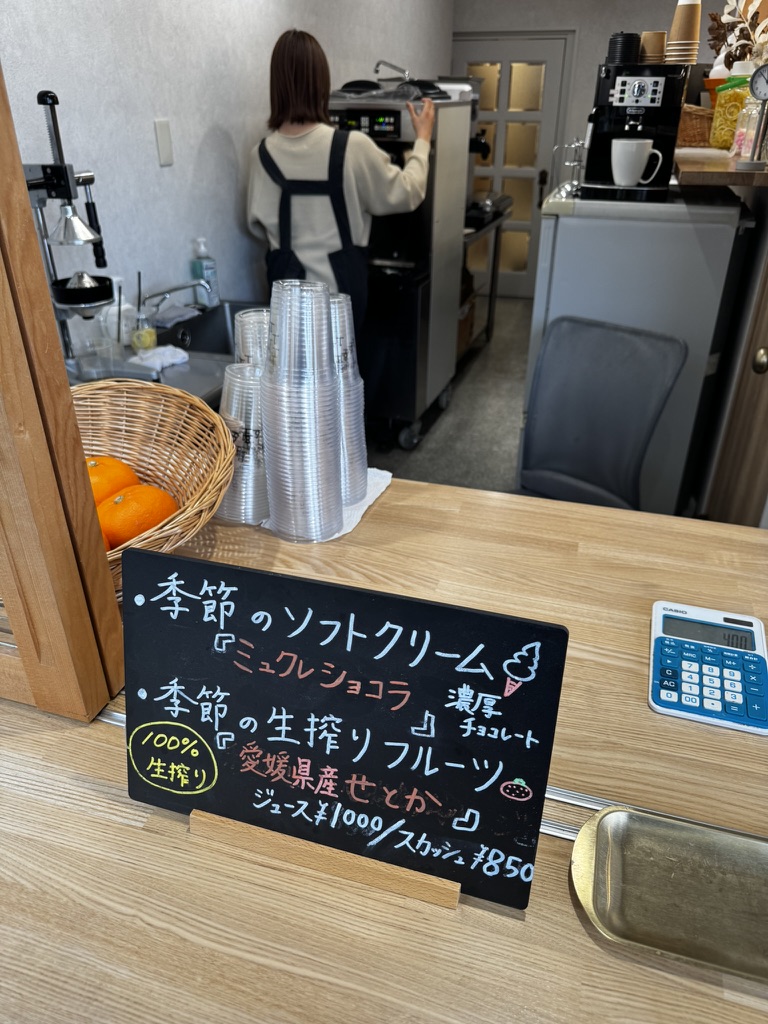 ・季節のソフトクリーム
『ミュクレショコラ』
濃厚
チョコレート
・季節の生搾りフルーツ
100%
生搾り
『愛媛県産せとか』
ジュース¥1000/スカッシュ¥850
CASIO
400